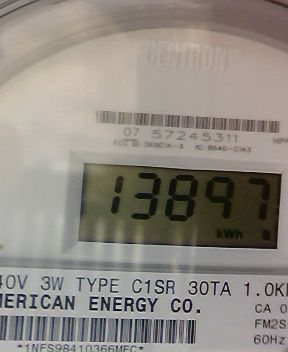 CENTRON®
07 57245311
13897
kWh
40V 3W TYPE C1SR 30TA 1.0K
MERICAN ENERGY CO.
CA 0
FM2S
60Hz
*1NFS98410366MEC*